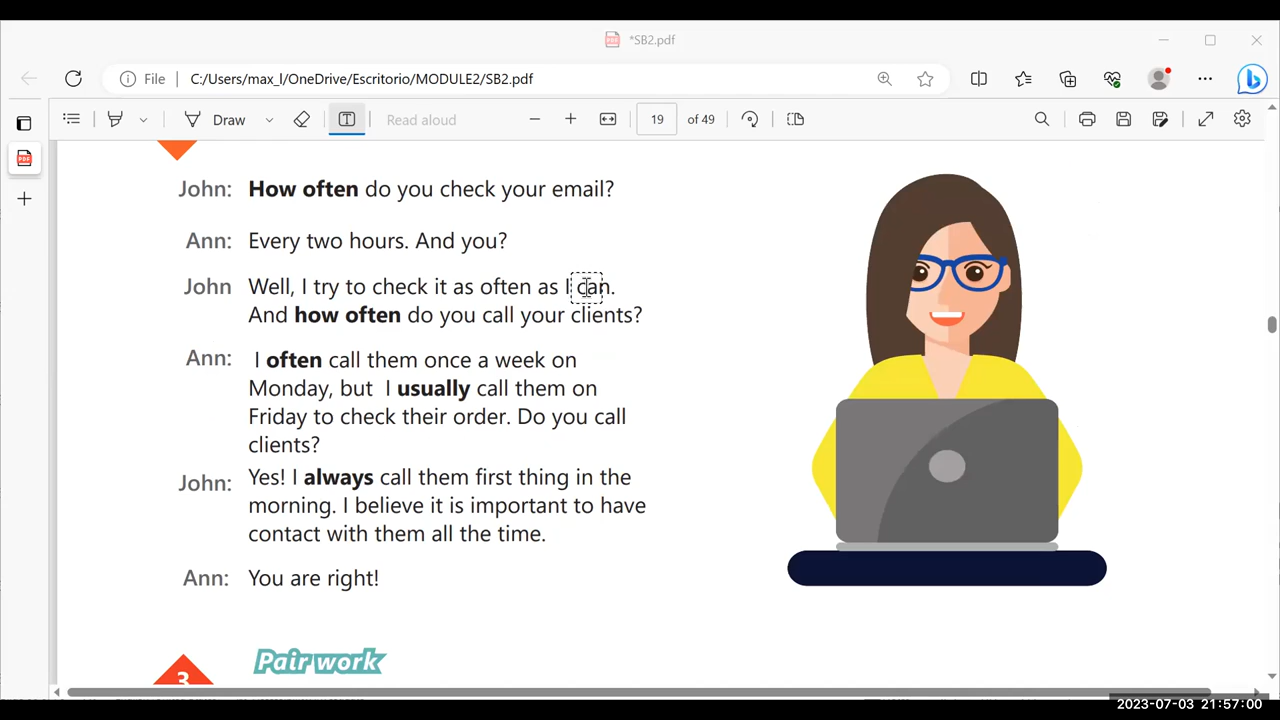 *SB2.pdf
File
C:/Users/max_l/OneDrive/Escritorio/MODULE2/SB2.pdf
Draw
Read aloud
19
of 49
John: How often do you check your email?
Ann: Every two hours. And you?
John Well, I try to check it as often as I can.
And how often do you call your clients?
Ann: I often call them once a week on
Monday, but I usually call them on
Friday to check their order. Do you call
clients?
John: Yes! I always call them first thing in the
morning. I believe it is important to have
contact with them all the time.
Ann: You are right!
3
Pair work
2023-07-03 21:57:00